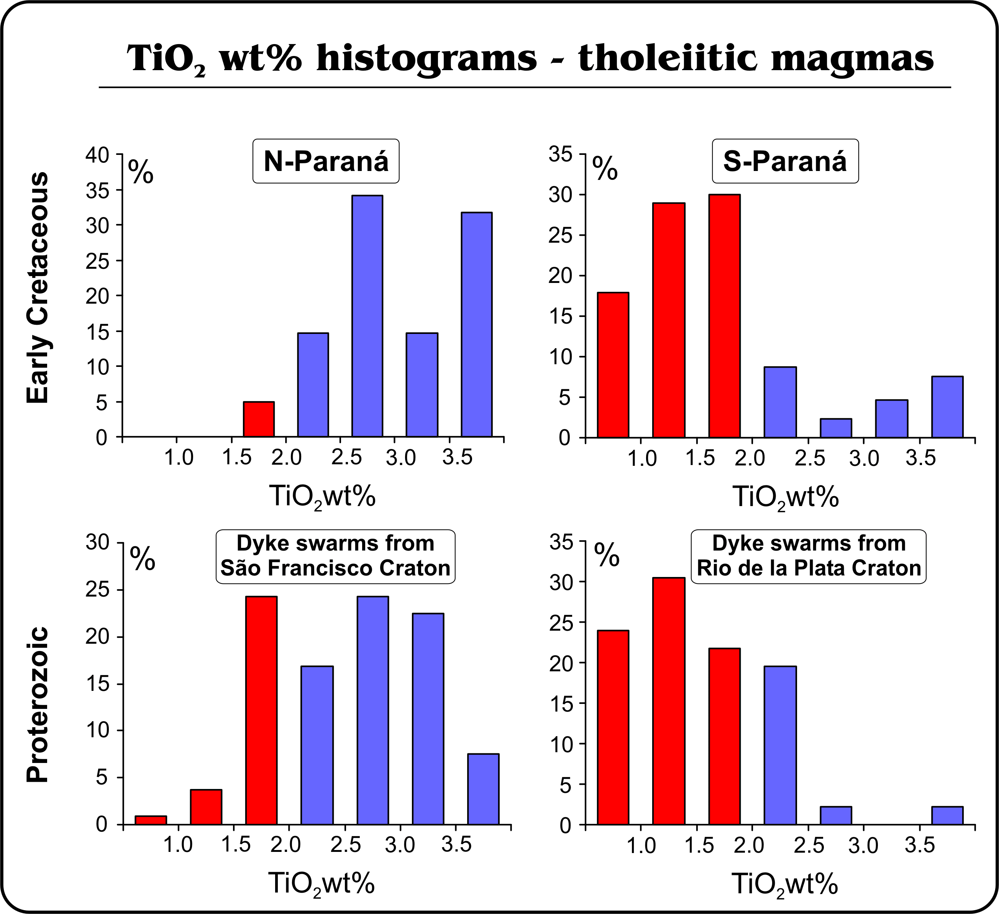 TiO2 wt% histograms - tholeiitic magmas
Early Cretaceous
N-Paraná
%
40
35
30
25
20
15
10
5
0
1.0 1.5 2.0 2.5 3.0 3.5
TiO2wt%
S-Paraná
%
35
30
25
20
15
10
5
0
1.0 1.5 2.0 2.5 3.0 3.5
TiO2wt%
Proterozoic
Dyke swarms from
São Francisco Craton
%
30
25
20
15
10
5
0
1.0 1.5 2.0 2.5 3.0 3.5
TiO2wt%
Dyke swarms from
Rio de la Plata Craton
%
35
30
25
20
15
10
5
0
1.0 1.5 2.0 2.5 3.0 3.5
TiO2wt%